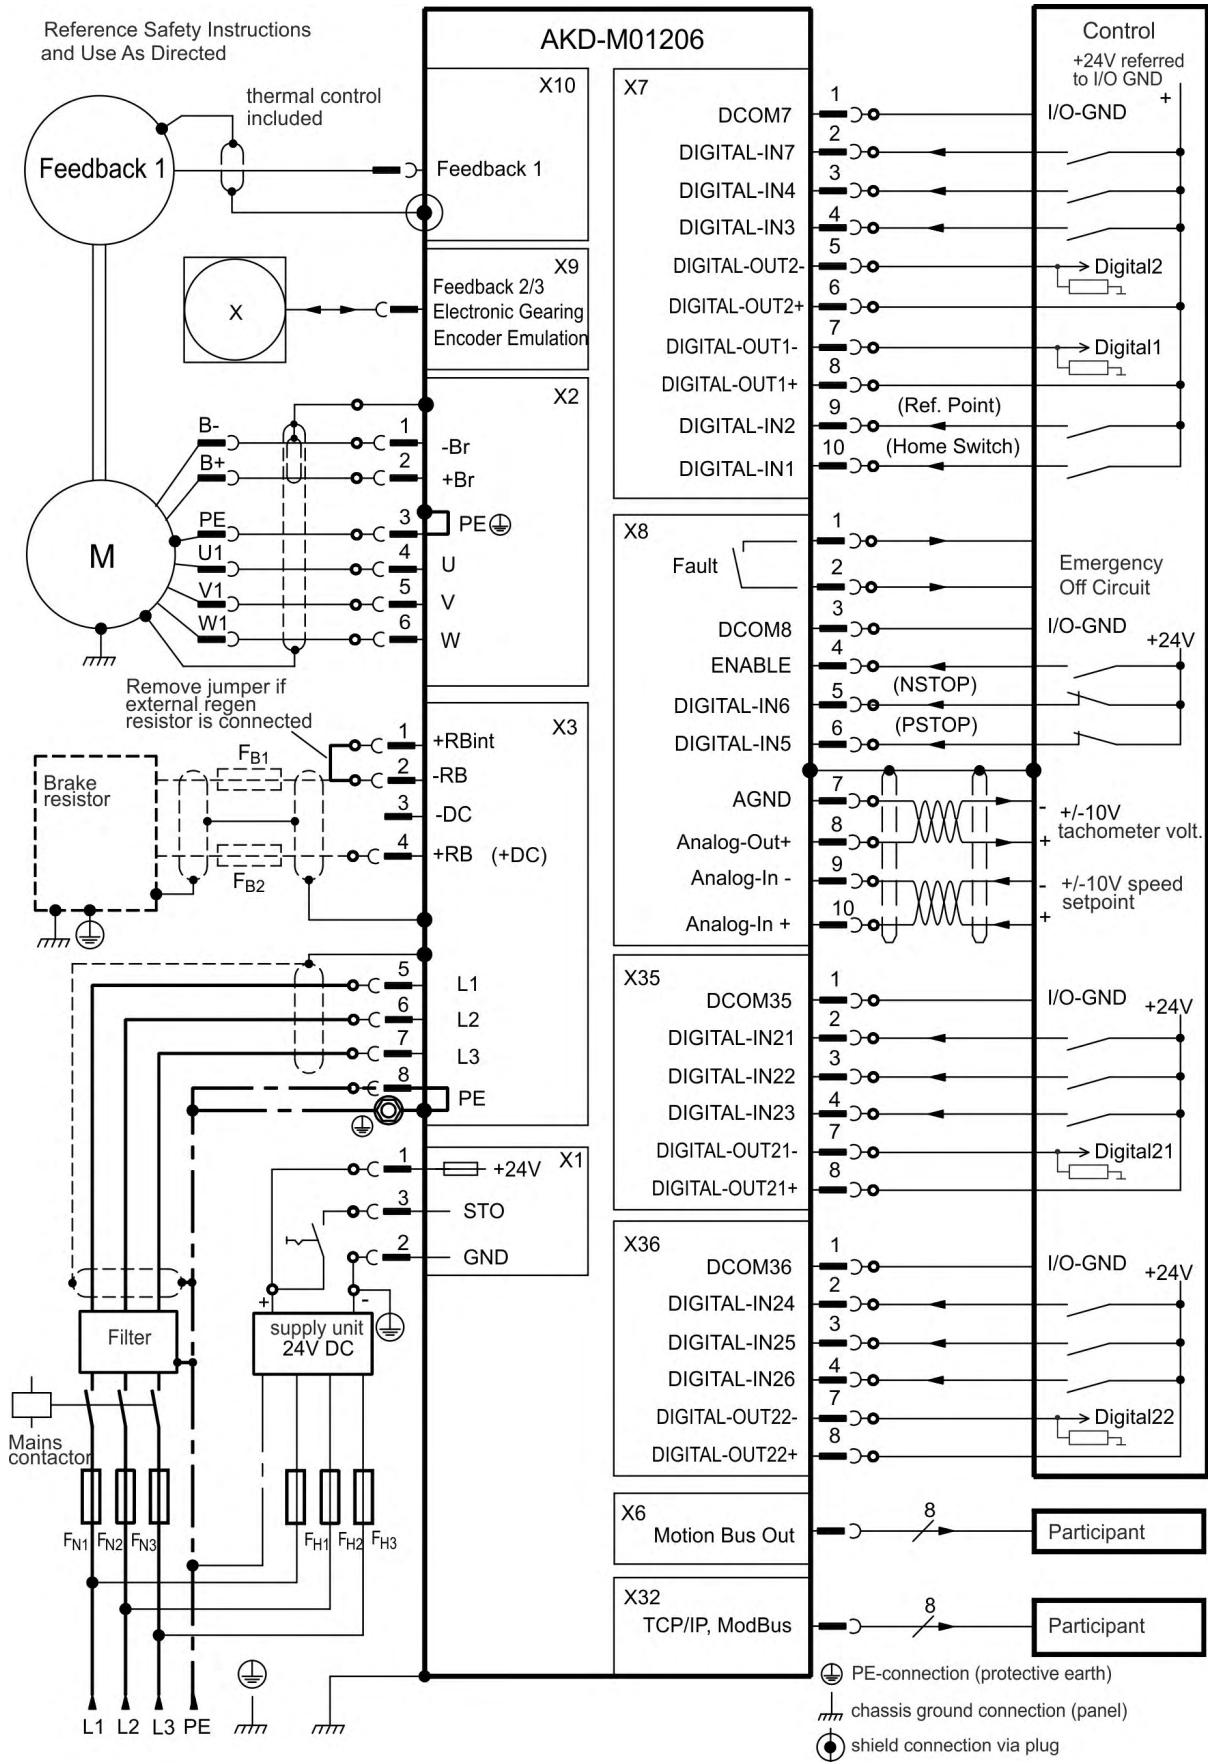 Reference Safety Instructions
and Use As Directed
AKD-M01206
thermal control
included
Feedback 1
X10
Feedback 1
X9
Feedback 2/3
Electronic Gearing
Encoder Emulation
X
X2
B-
1
-Br
B+
2
+Br
PE
3
PE
U1
4
U
V1
5
V
W1
6
W
M
Remove jumper if
external regen
resistor is connected
X3
1
+RBint
FB1
2
-RB
Brake
resistor
3
-DC
4
+RB (+DC)
FB2
5
L1
6
L2
7
L3
8
PE
X1
1
+24V
3
STO
2
GND
+
-
supply unit
24V DC
Filter
Mains
contactor
FN1
FN2
FN3
FH1
FH2
FH3
L1
L2
L3
PE
X7
DCOM7
1
DIGITAL-IN7
2
DIGITAL-IN4
3
DIGITAL-IN3
4
DIGITAL-OUT2-
5
DIGITAL-OUT2+
6
DIGITAL-OUT1-
7
DIGITAL-OUT1+
8
DIGITAL-IN2
9
(Ref. Point)
DIGITAL-IN1
10
(Home Switch)
Control
+24V referred
to I/O GND
+
I/O-GND
Digital2
Digital1
X8
Fault
1
2
Emergency
Off Circuit
DCOM8
3
I/O-GND
+24V
ENABLE
4
DIGITAL-IN6
5
(NSTOP)
DIGITAL-IN5
6
(PSTOP)
AGND
7
-
Analog-Out+
8
+
+/-10V
tachometer volt.
Analog-In -
9
-
Analog-In +
10
+
+/-10V speed
setpoint
X35
DCOM35
1
I/O-GND
+24V
DIGITAL-IN21
2
DIGITAL-IN22
3
DIGITAL-IN23
4
DIGITAL-OUT21-
7
Digital21
DIGITAL-OUT21+
8
X36
DCOM36
1
I/O-GND
+24V
DIGITAL-IN24
2
DIGITAL-IN25
3
DIGITAL-IN26
4
DIGITAL-OUT22-
7
Digital22
DIGITAL-OUT22+
8
X6
Motion Bus Out
8
Participant
X32
TCP/IP, ModBus
8
Participant
PE-connection (protective earth)
chassis ground connection (panel)
shield connection via plug